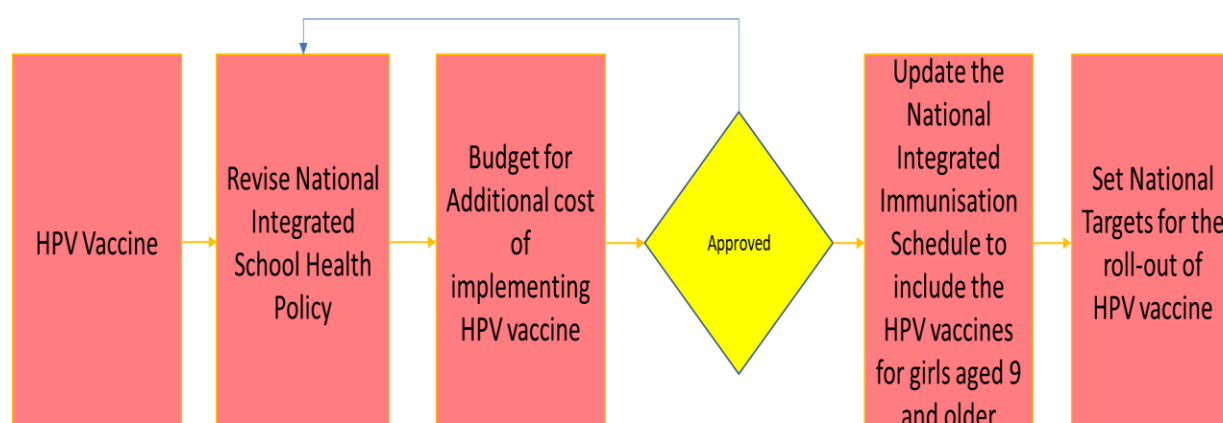 HPV Vaccine
Revise National
Integrated
School Health
Policy
Budget for
Additional cost
of
implementing
HPV vaccine
Approved
Update the
National
Integrated
Immunisation
Schedule to
include the
HPV vaccines
for girls aged 9
and older
Set National
Targets for the
roll-out of
HPV vaccine